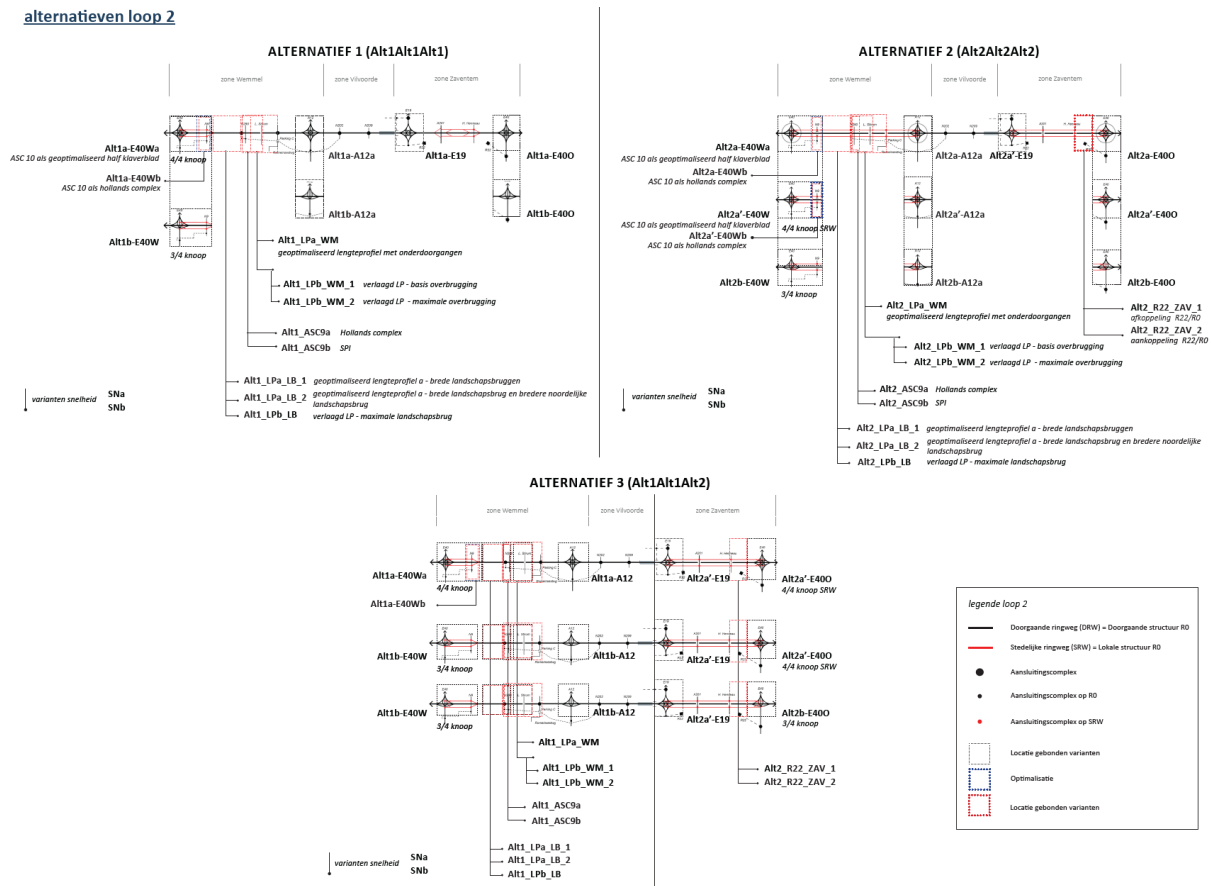 alternatieven loop 2
ALTERNATIEF 1 (Alt1Alt1Alt1)
zone Wemmel
zone Vilvoorde
zone Zaventem
Alt1a-E40Wa
ASC 10 als geoptimaliseerd half klaverblad
4/4 knoop
Alt1a-E40Wb
ASC 10 als hollands complex
Alt1b-E40W
3/4 knoop
Alt1a-A12a
Alt1a-E19
Alt1a-E40O
Alt1b-A12a
Alt1b-E40O
Alt1_LPa_WM
geoptimaliseerd lengteprofiel met onderdoorgangen
Alt1_LPb_WM_1 verlaagd LP - basis overbrugging
Alt1_LPb_WM_2 verlaagd LP - maximale overbrugging
Alt1_ASC9a Hollands complex
Alt1_ASC9b SPI
Alt1_LPa_LB_1 geoptimaliseerd lengteprofiel a - brede landschapsbruggen
Alt1_LPa_LB_2 geoptimaliseerd lengteprofiel a - brede landschapsbrug en bredere noordelijke
landschapsbrug
Alt1_LPb_LB verlaagd LP - maximale landschapsbrug
varianten snelheid
SNa
SNb
ALTERNATIEF 2 (Alt2Alt2Alt2)
zone Wemmel
zone Vilvoorde
zone Zaventem
Alt2a-E40Wa
ASC 10 als geoptimaliseerd half klaverblad
Alt2a-E40Wb
ASC 10 als hollands complex
Alt2a'-E40W
ASC 10 als geoptimaliseerd half klaverblad
4/4 knoop SRW
Alt2a'-E40Wb
ASC 10 als hollands complex
Alt2b-E40W
3/4 knoop
Alt2a-A12a
Alt2a'-E19
Alt2a-E40O
Alt2a'-A12a
Alt2a'-E40O
Alt2b-A12a
Alt2b-E40O
Alt2_LPa_WM
geoptimaliseerd lengteprofiel met onderdoorgangen
Alt2_R22_ZAV_1
afkoppeling R22/R0
Alt2_R22_ZAV_2
aankoppeling R22/R0
Alt2_LPb_WM_1 verlaagd LP - basis overbrugging
Alt2_LPb_WM_2 verlaagd LP - maximale overbrugging
Alt2_ASC9a Hollands complex
Alt2_ASC9b SPI
Alt2_LPa_LB_1 geoptimaliseerd lengteprofiel a - brede landschapsbruggen
Alt2_LPa_LB_2 geoptimaliseerd lengteprofiel a - brede landschapsbrug en bredere noordelijke
landschapsbrug
Alt2_LPb_LB verlaagd LP - maximale landschapsbrug
varianten snelheid
SNa
SNb
ALTERNATIEF 3 (Alt1Alt1Alt2)
zone Wemmel
zone Vilvoorde
zone Zaventem
Alt1a-E40Wa
4/4 knoop
Alt1a-A12
Alt2a'-E19
Alt2a'-E40O
4/4 knoop SRW
Alt1a-E40Wb
Alt1b-E40W
3/4 knoop
Alt1b-A12
Alt2a'-E19
Alt2a'-E40O
4/4 knoop SRW
Alt1b-E40W
3/4 knoop
Alt1b-A12
Alt2a'-E19
Alt2b-E40O
3/4 knoop
Alt1_LPa_WM
Alt1_LPb_WM_1
Alt1_LPb_WM_2
Alt2_R22_ZAV_1
Alt2_R22_ZAV_2
Alt1_ASC9a
Alt1_ASC9b
Alt1_LPa_LB_1
Alt1_LPa_LB_2
Alt1_LPb_LB
varianten snelheid
SNa
SNb
legende loop 2
Doorgaande ringweg (DRW) = Doorgaande structuur R0
Stedelijke ringweg (SRW) = Lokale structuur R0
Aansluitingscomplex
Aansluitingscomplex op R0
Aansluitingscomplex op SRW
Locatie gebonden varianten
Optimalisatie
Locatie gebonden varianten